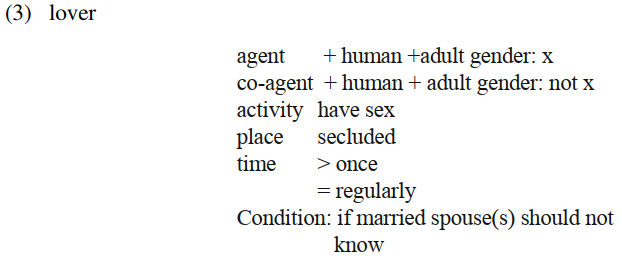 (3) lover
agent + human +adult gender: x
co-agent + human + adult gender: not x
activity have sex
place secluded
time > once
= regularly
Condition: if married spouse(s) should not
know